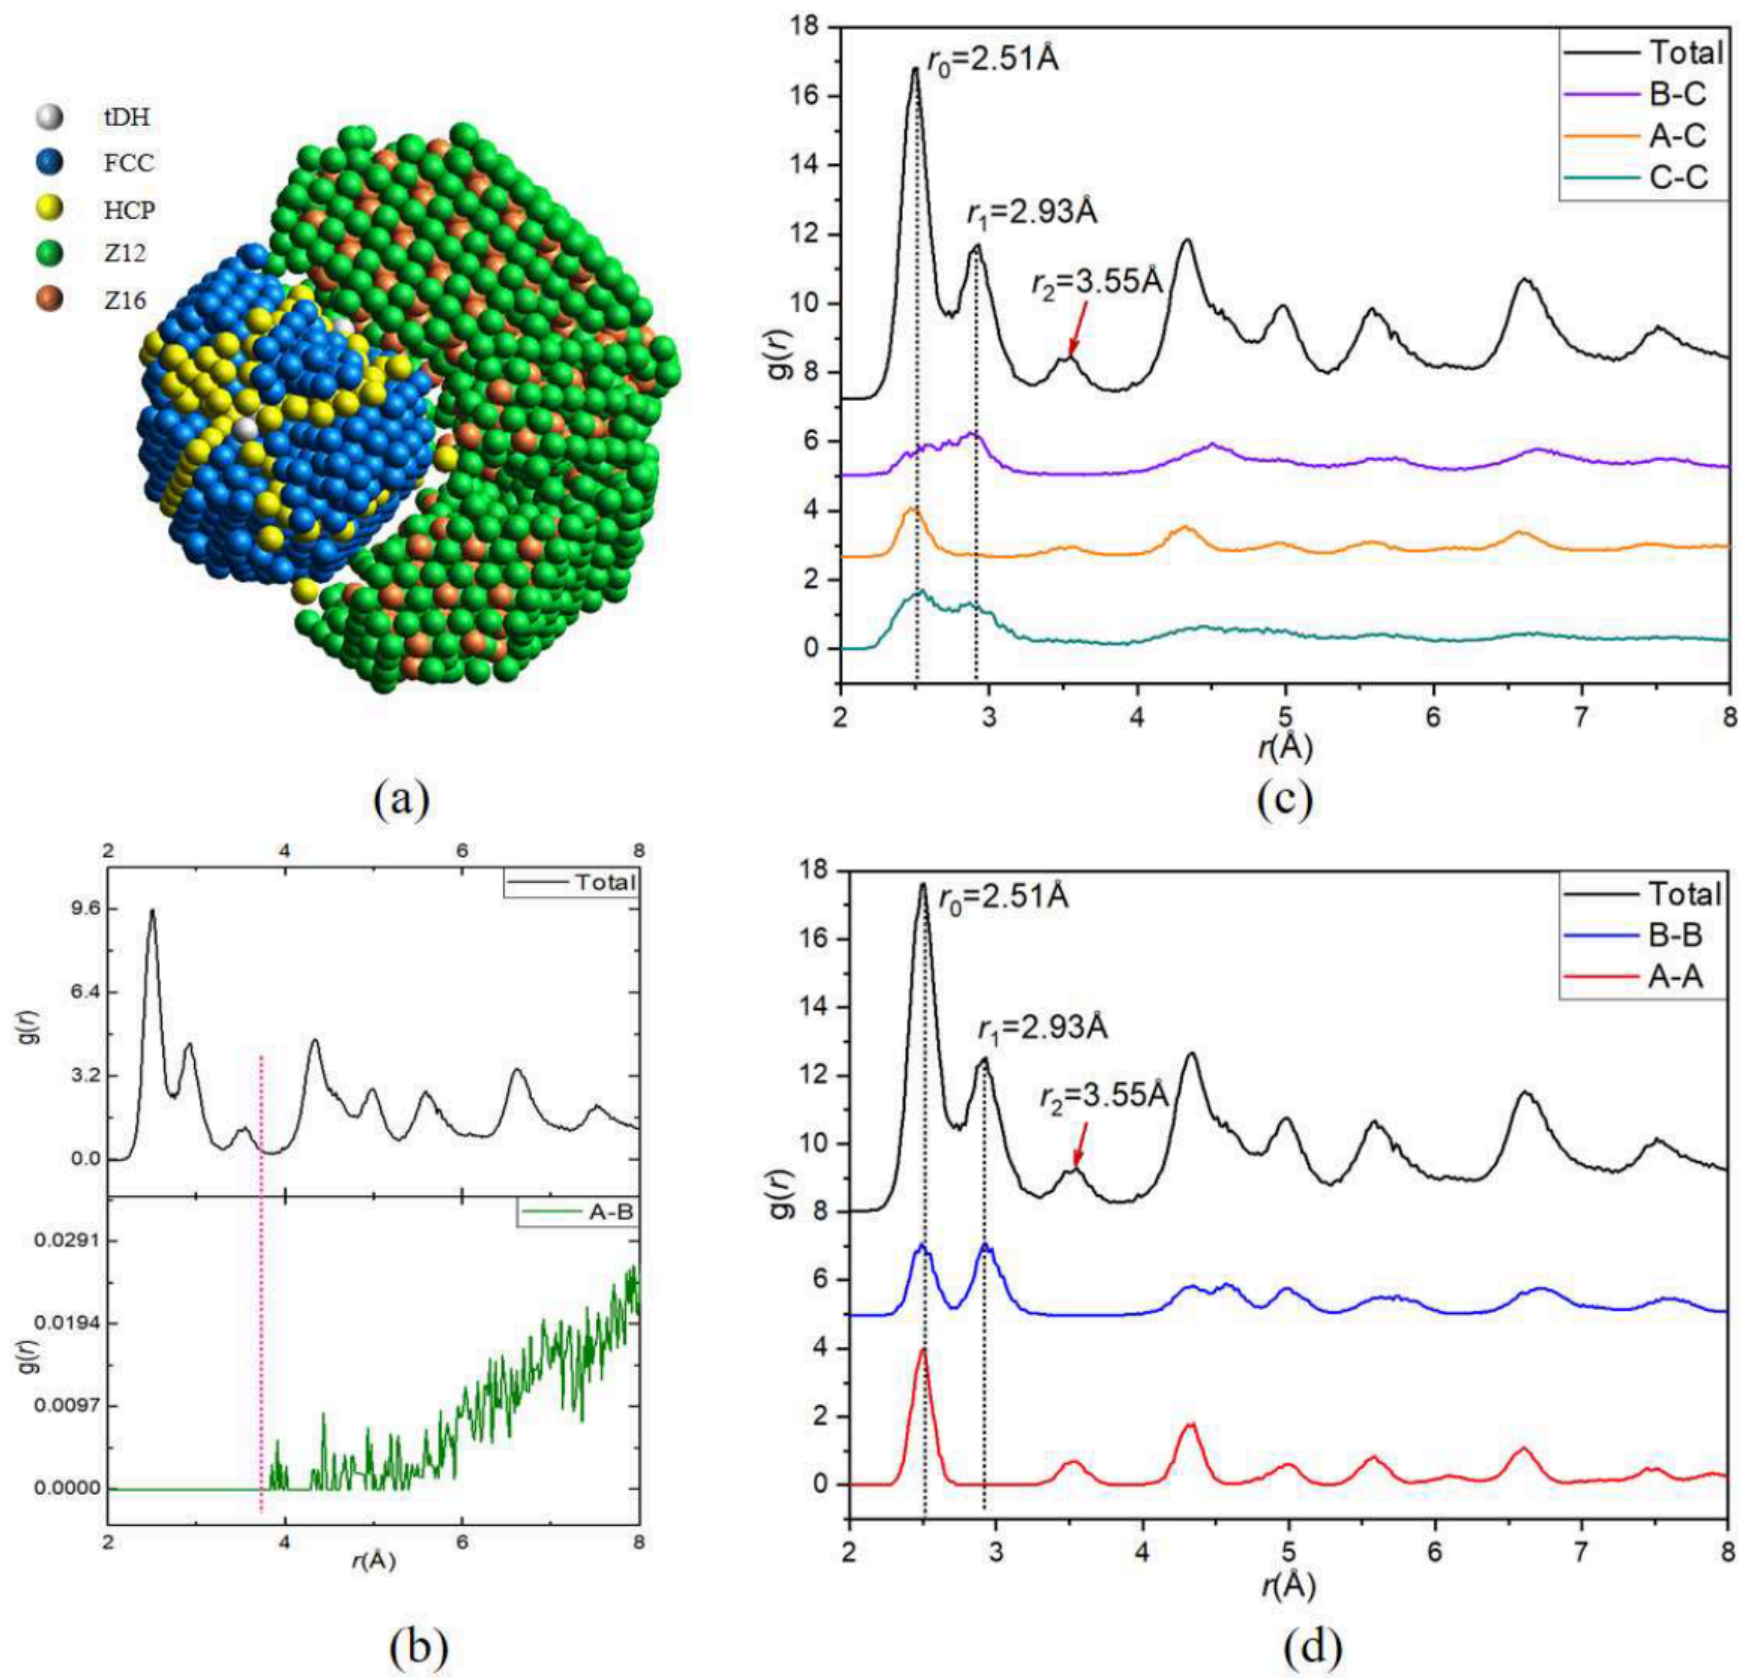 tDH
FCC
HCP
Z12
Z16
(a)
18
16
14
12
10
8
6
4
2
0
g(r)
r0=2.51Å
r1=2.93Å
r2=3.55Å
Total
B-C
A-C
C-C
2 3 4 5 6 7 8
r(Å)
(c)
2 4 6 8
9.6
6.4
3.2
0.0
g(r)
Total
0.0291
0.0194
0.0097
0.0000
g(r)
A-B
2 4 6 8
r(Å)
(b)
18
16
14
12
10
8
6
4
2
0
g(r)
r0=2.51Å
r1=2.93Å
r2=3.55Å
Total
B-B
A-A
2 3 4 5 6 7 8
r(Å)
(d)